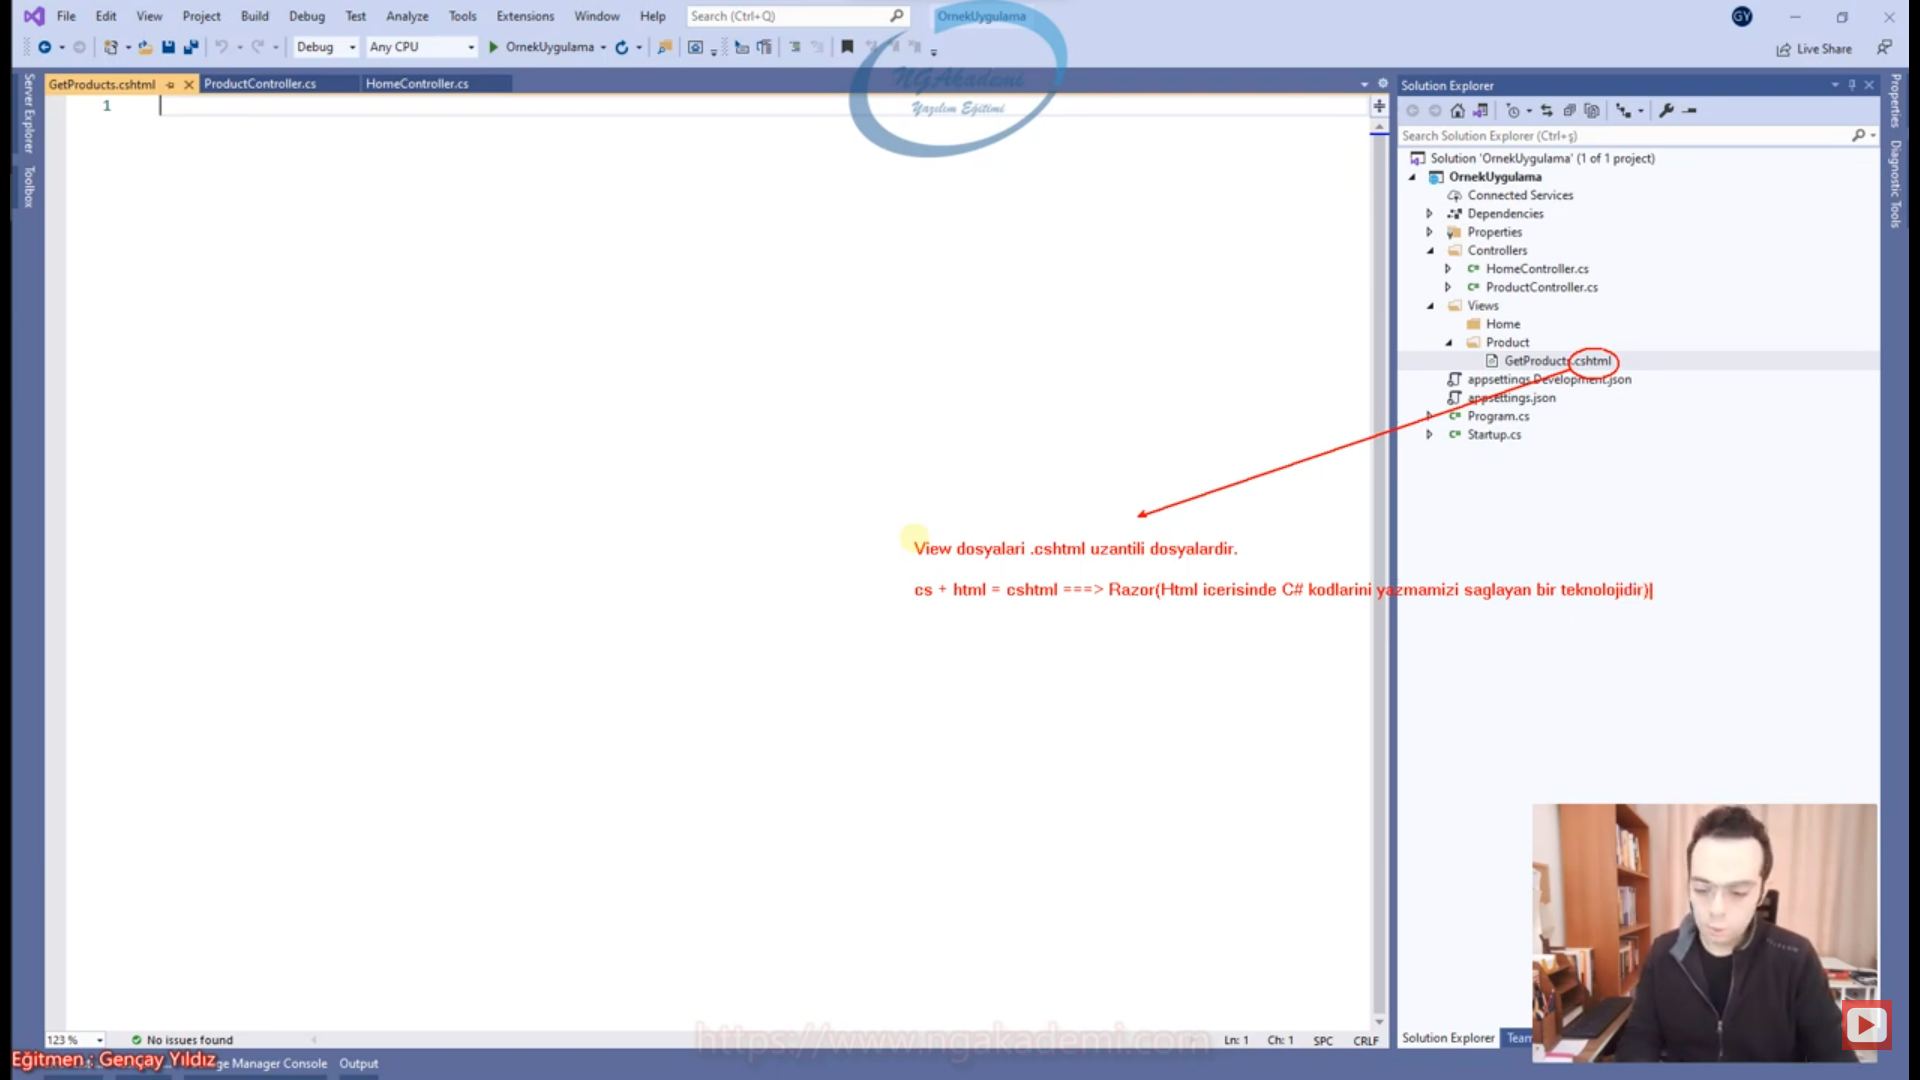 File Edit View Project Build Debug Test Analyze Tools Extensions Window Help Search (Ctrl+Q) OrnekUygulama GY
Debug Any CPU OrnekUygulama Live Share
GetProducts.cshtml ProductController.cs HomeController.cs
Server Explorer
Toolbox
1
NGAkademi
Yazılım Eğitimi
Solution Explorer
Search Solution Explorer (Ctrl+ş)
Solution 'OrnekUygulama' (1 of 1 project)
OrnekUygulama
Connected Services
Dependencies
Properties
Controllers
HomeController.cs
ProductController.cs
Views
Home
Product
GetProducts.cshtml
appsettings.Development.json
appsettings.json
Program.cs
Startup.cs
Properties
Diagnostic Tools
View dosyalari .cshtml uzantili dosyalardir.
cs + html = cshtml ===> Razor(Html icerisinde C# kodlarini yazmamizi saglayan bir teknolojidir)
123 % No issues found
https://www.ngakademi.com
Ln: 1 Ch: 1 SPC CRLF
Solution Explorer Team
Eğitmen : Gençay Yıldız
ge Manager Console Output